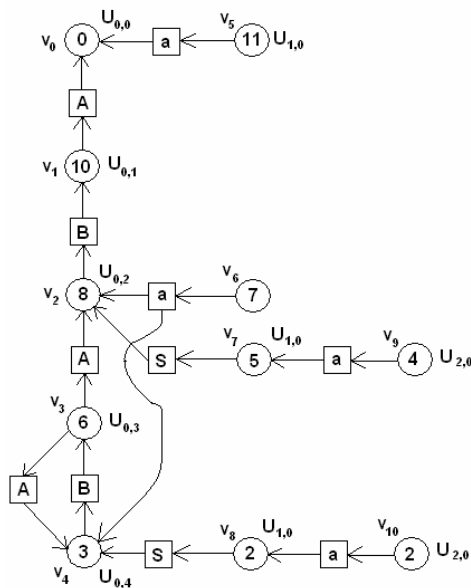 U0,0
v0 0 a v5 11 U1,0
A
v1 10 U0,1
B
U0,2
v2 8 a v6 7
v7 U1,0 v9
A S 5 a 4 U2,0
v3 6 U0,3
A B
v8 U1,0 v10
3 S 2 a 2 U2,0
v4 U0,4